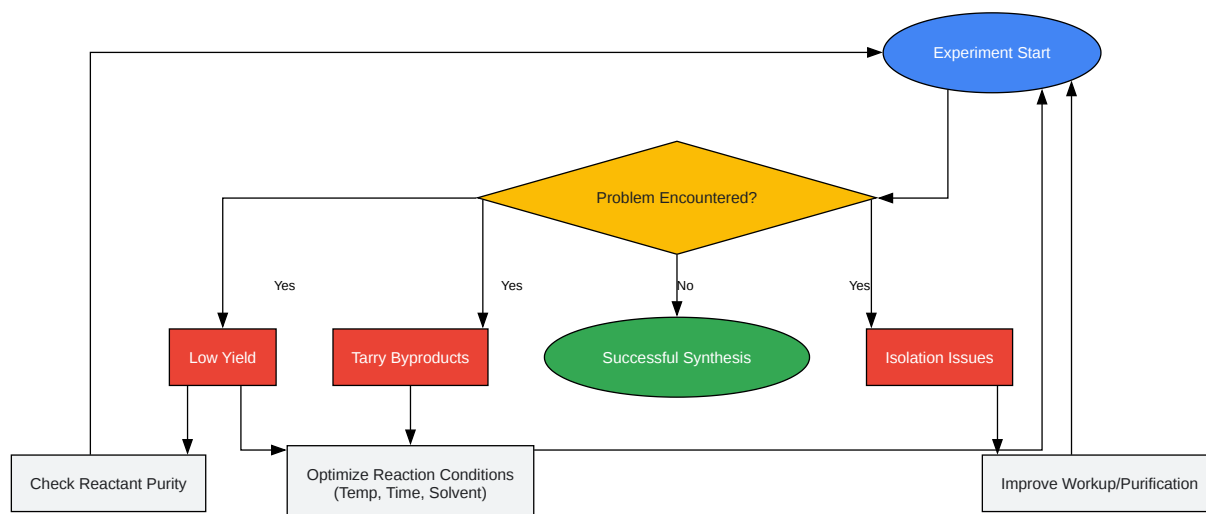 Experiment Start
Problem Encountered?
Yes
Yes
No
Yes
Low Yield
Tarry Byproducts
Successful Synthesis
Isolation Issues
Check Reactant Purity
Optimize Reaction Conditions
(Temp, Time, Solvent)
Improve Workup/Purification